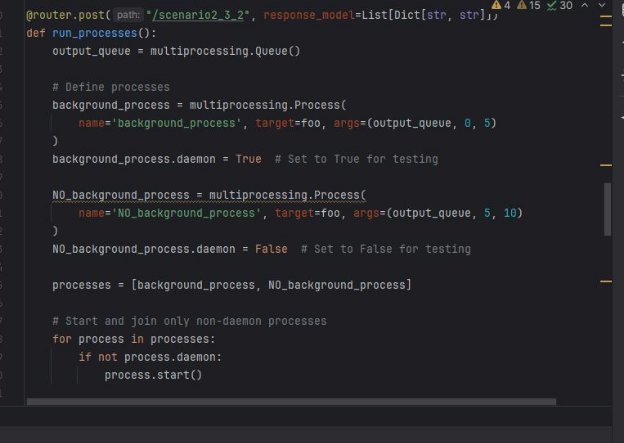 4 15 30
@router.post( path: "/scenario2_3_2", response_model=List[Dict[str, str]])
def run_processes():
    output_queue = multiprocessing.Queue()

    # Define processes
    background_process = multiprocessing.Process(
        name='background_process', target=foo, args=(output_queue, 0, 5)
    )
    background_process.daemon = True  # Set to True for testing

    NO_background_process = multiprocessing.Process(
        name='NO_background_process', target=foo, args=(output_queue, 5, 10)
    )
    NO_background_process.daemon = False  # Set to False for testing

    processes = [background_process, NO_background_process]

    # Start and join only non-daemon processes
    for process in processes:
        if not process.daemon:
            process.start()